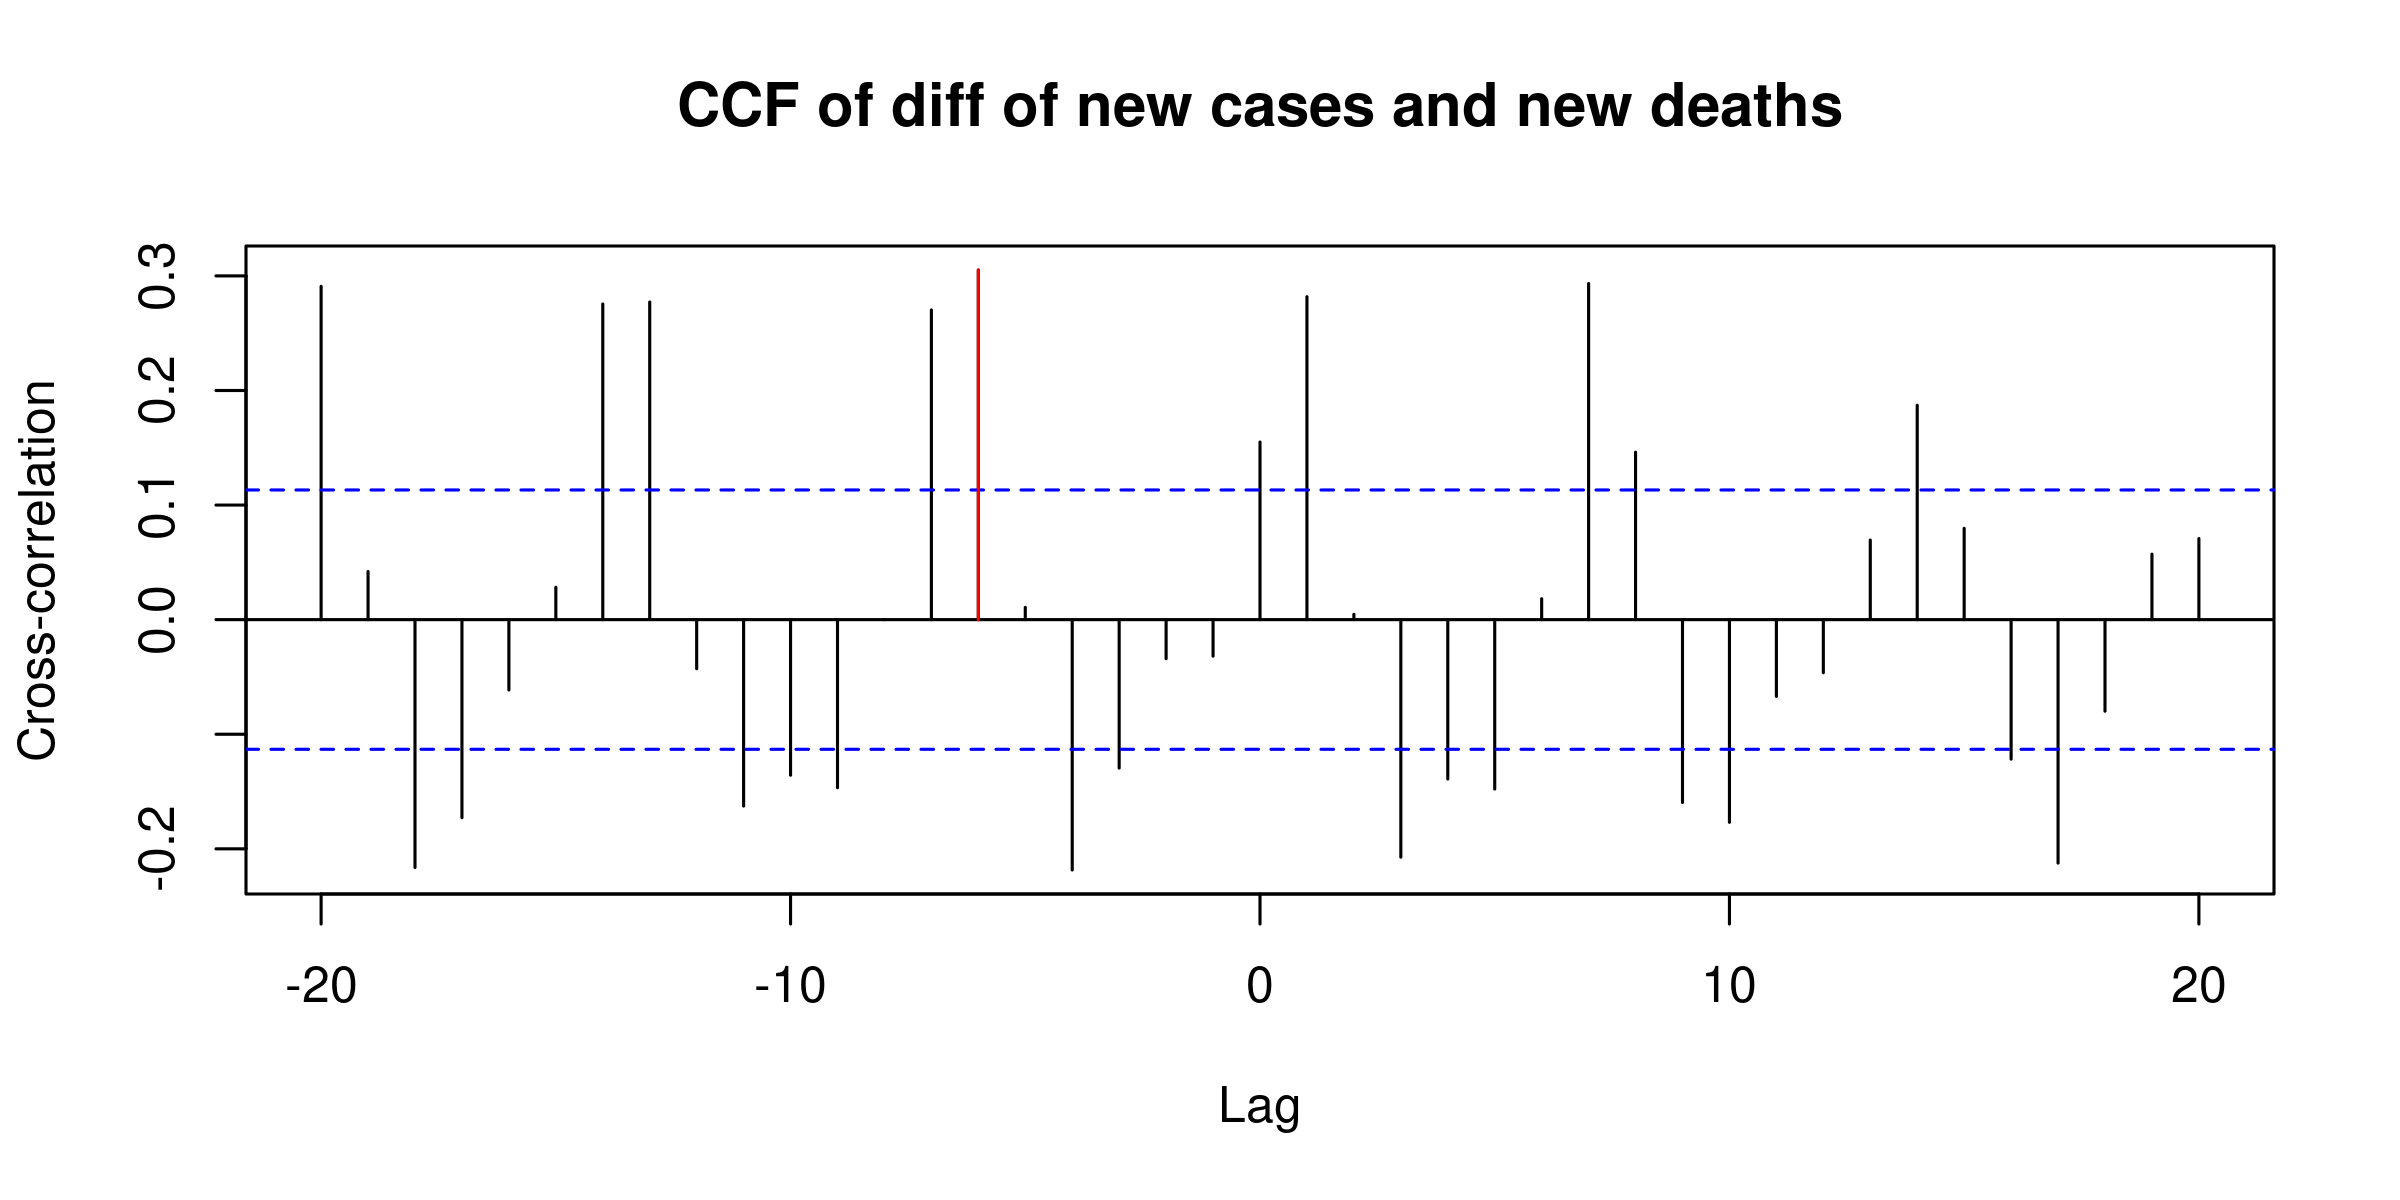 CCF of diff of new cases and new deaths
Cross-correlation
0.3
0.2
0.1
0.0
-0.2
-20 -10 0 10 20
Lag